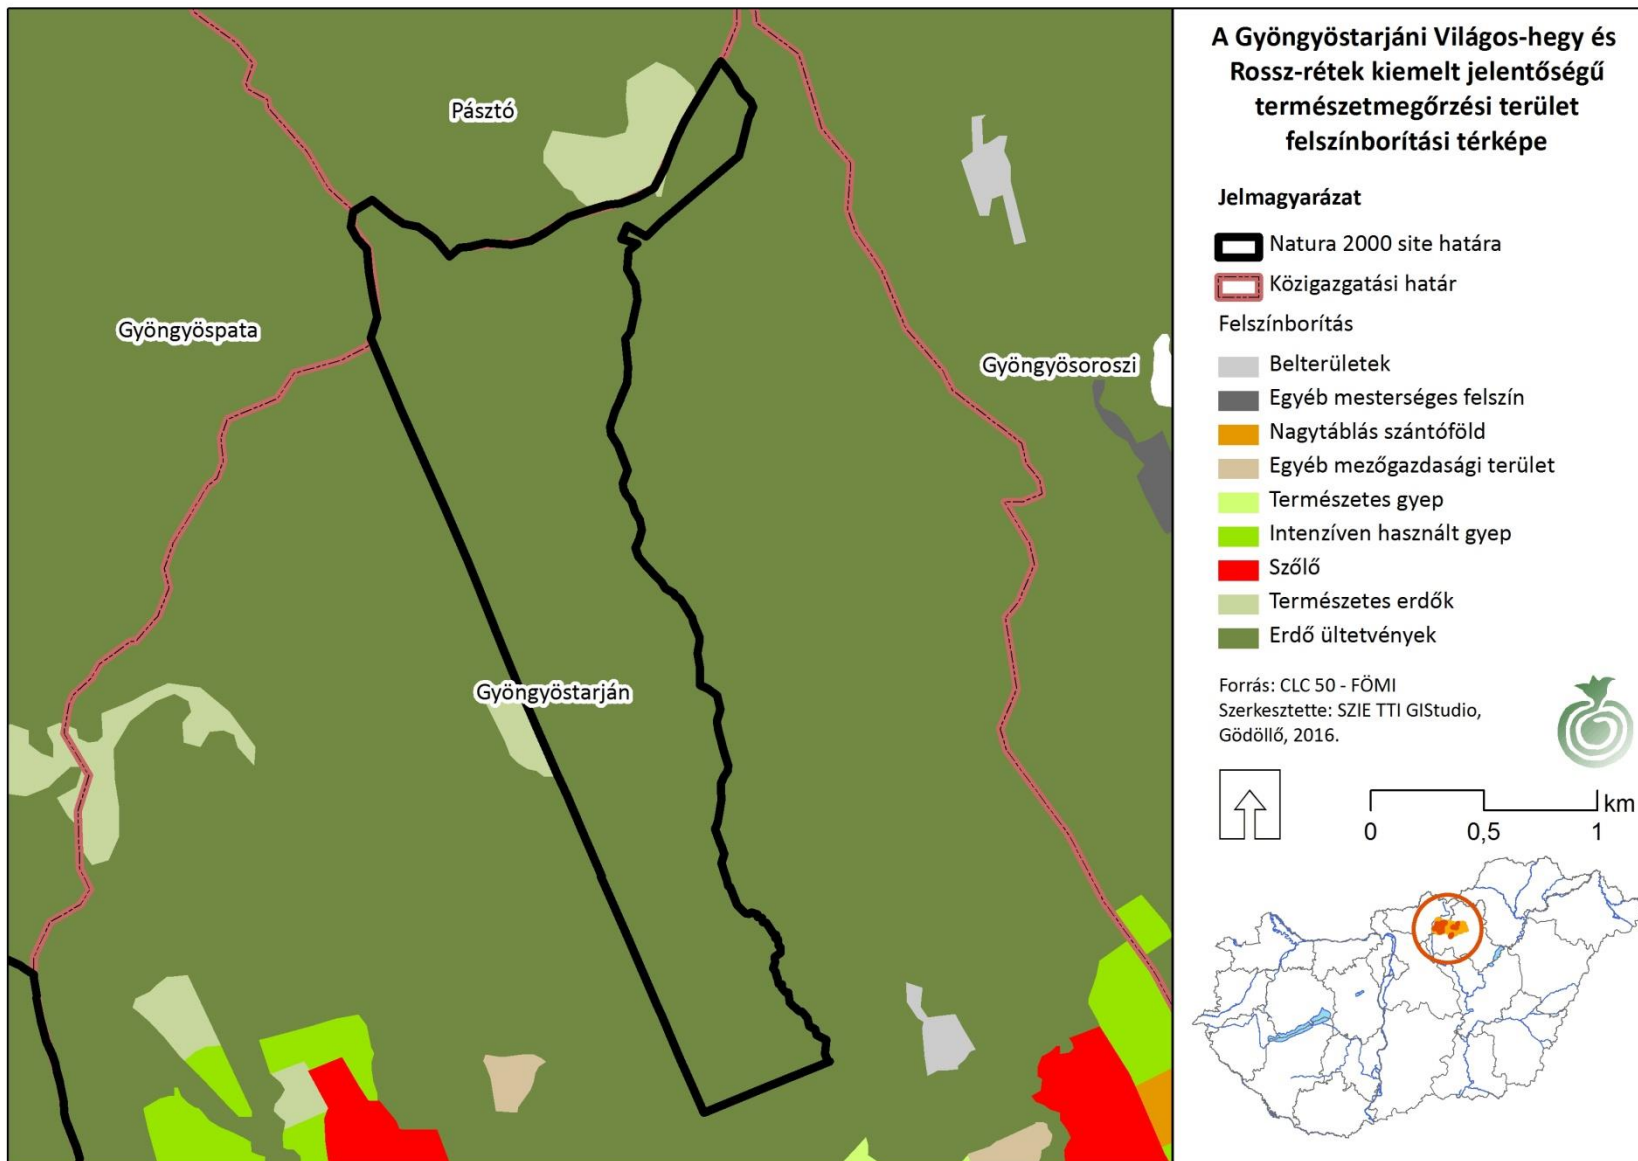 A Gyöngyöstarjáni Világos-hegy és
Rossz-rétek kiemelt jelentőségű
természetmegőrzési terület
felszínborítási térképe
Jelmagyarázat
Natura 2000 site határa
Közigazgatási határ
Felszínborítás
Belterületek
Egyéb mesterséges felszín
Nagytáblás szántóföld
Egyéb mezőgazdasági terület
Természetes gyep
Intenzíven használt gyep
Szőlő
Természetes erdők
Erdő ültetvények
Forrás: CLC 50 - FÖMI
Szerkesztette: SZIE TTI GIStudio,
Gödöllő, 2016.
km
0 0,5 1
Pásztó
Gyöngyöspata
Gyöngyösoroszi
Gyöngyöstarján